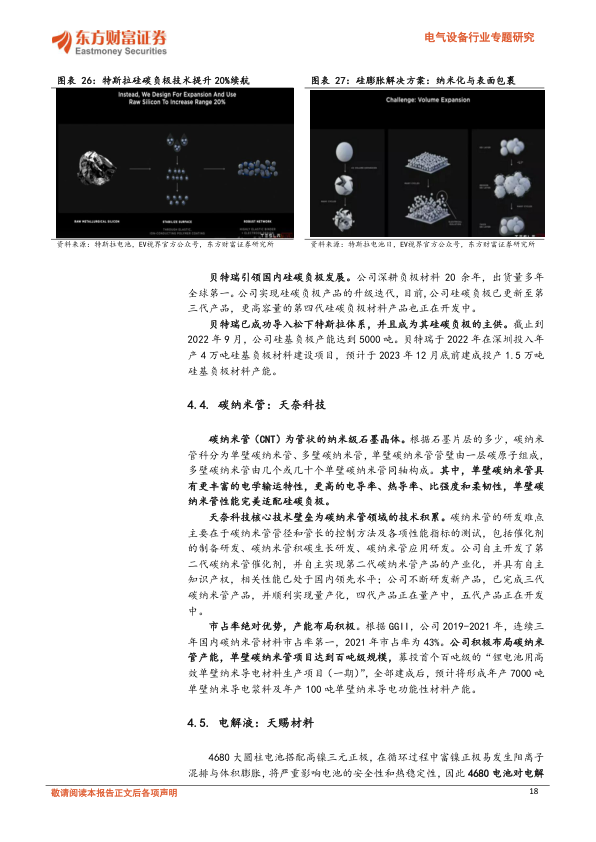 东方财富证券
Eastmoney Securities
电气设备行业专题研究
图表 26：特斯拉硅碳负极技术提升 20%续航
图表 27：硅膨胀解决方案：纳米化与表面包裹
Instead, We Design For Expansion And Use
Raw Silicon To Increase Range 20%
Challenge: Volume Expansion
RAW METALLURGICAL SILICON
STABILIZE SURFACE
ROBUST NETWORK
资料来源：特斯拉电池，EV视界官方公众号，东方财富证券研究所
资料来源：特斯拉电池日，EV视界官方公众号，东方财富证券研究所
贝特瑞引领国内硅碳负极发展。公司深耕负极材料 20 余年，出货量多年
全球第一。公司实现硅碳负极产品的升级迭代，目前，公司硅碳负极已更新至第
三代产品，更高容量的第四代硅碳负极材料产品也正在开发中。
贝特瑞已成功导入松下特斯拉体系，并且成为其硅碳负极的主供。截止到
2022 年 9 月，公司硅基负极产能达到 5000 吨。贝特瑞于 2022 年在深圳投入年
产 4 万吨硅基负极材料建设项目，预计于 2023 年 12 月底前建成投产 1.5 万吨
硅基负极材料产能。
4.4. 碳纳米管：天奈科技
碳纳米管（CNT）为管状的纳米级石墨晶体。根据石墨片层的多少，碳纳米
管科分为单壁碳纳米管、多壁碳纳米管，单壁碳纳米管管壁由一层碳原子组成，
多壁碳纳米管由几个或几十个单壁碳纳米管同轴构成。其中，单壁碳纳米管具
有更丰富的电学输运特性，更高的电导率、热导率、比强度和柔韧性，单壁碳
纳米管性能完美适配硅碳负极。
天奈科技核心技术壁垒为碳纳米管领域的技术积累。碳纳米管的研发难点
主要在于碳纳米管管径和管长的控制方法及各项性能指标的测试，包括催化剂
的制备研发、碳纳米管积碳生长研发、碳纳米管应用研发。公司自主开发了第
二代碳纳米管催化剂，并自主实现第二代碳纳米管产品的产业化，并具有自主
知识产权，相关性能已处于国内领先水平；公司不断研发新产品，已完成三代
碳纳米管产品，并顺利实现量产化，四代产品正在量产中，五代产品正在开发
中。
市占率绝对优势，产能布局积极。根据 GGII，公司 2019-2021 年，连续三
年国内碳纳米管材料市占率第一，2021 年市占率为 43%。公司积极布局碳纳米
管产能，单壁碳纳米管项目达到百吨级规模，募投首个百吨级的“锂电池用高
效单壁纳米导电材料生产项目（一期）”，全部建成后，预计将形成年产 7000 吨
单壁纳米导电浆料及年产 100 吨单壁纳米导电功能性材料产能。
4.5. 电解液：天赐材料
4680 大圆柱电池搭配高镍三元正极，在循环过程中富镍正极易发生阳离子
混排与体积膨胀，将严重影响电池的安全性和热稳定性，因此 4680 电池对电解
敬请阅读本报告正文后各项声明
18